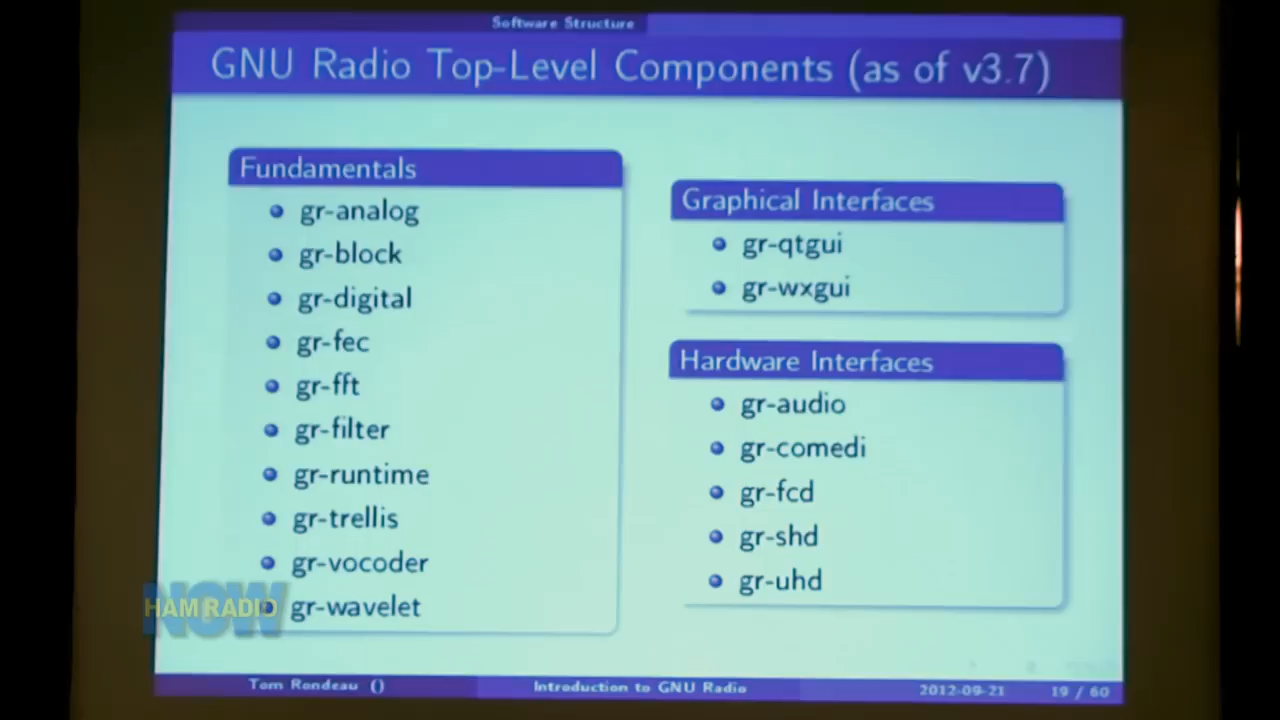 Software Structure
GNU Radio Top-Level Components (as of v3.7)
Fundamentals
gr-analog
gr-block
gr-digital
gr-fec
gr-fft
gr-filter
gr-runtime
gr-trellis
gr-vocoder
gr-wavelet
Graphical Interfaces
gr-qtgui
gr-wxgui
Hardware Interfaces
gr-audio
gr-comedi
gr-fcd
gr-shd
gr-uhd
HAM RADIO
NOW
Tom Rondeau () Introduction to GNU Radio 2012-09-21 19 / 60